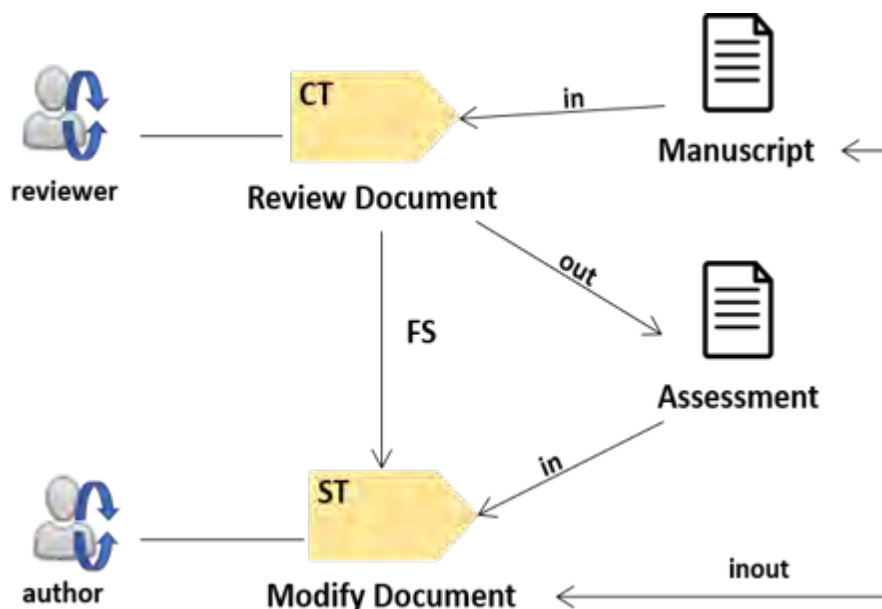 CT
in
Manuscript
reviewer
Review Document
out
FS
Assessment
in
ST
author
Modify Document
inout